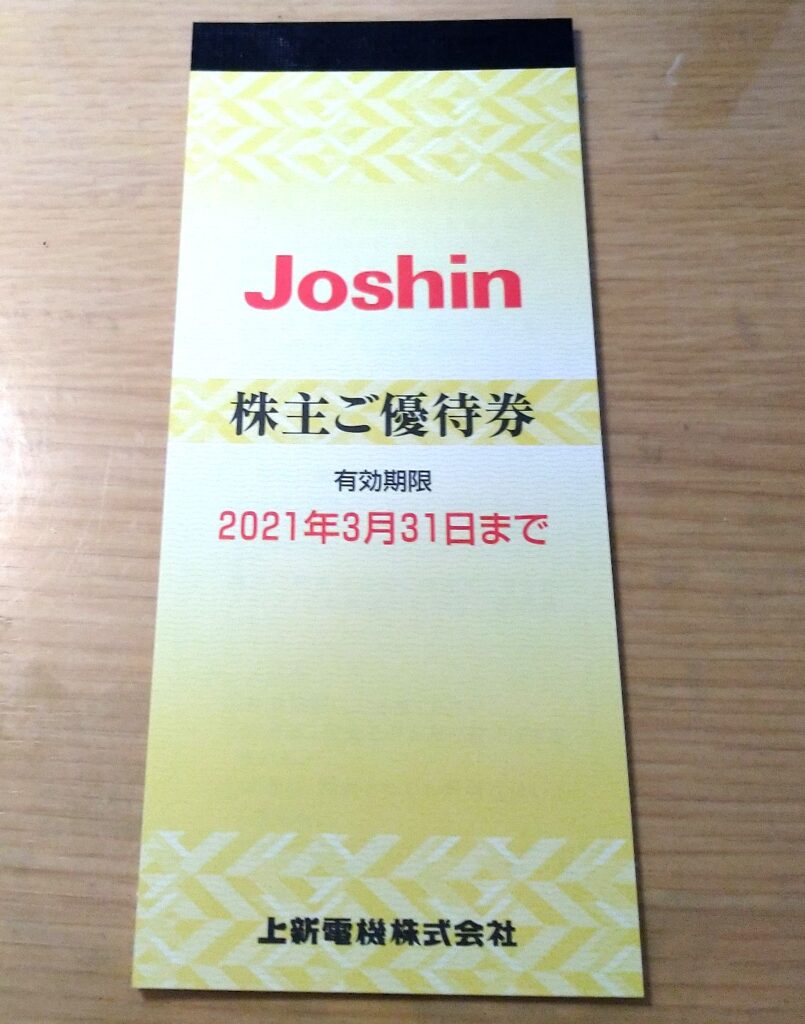 Joshin
株主ご優待券
有効期限
2021年3月31日まで
上新電機株式会社